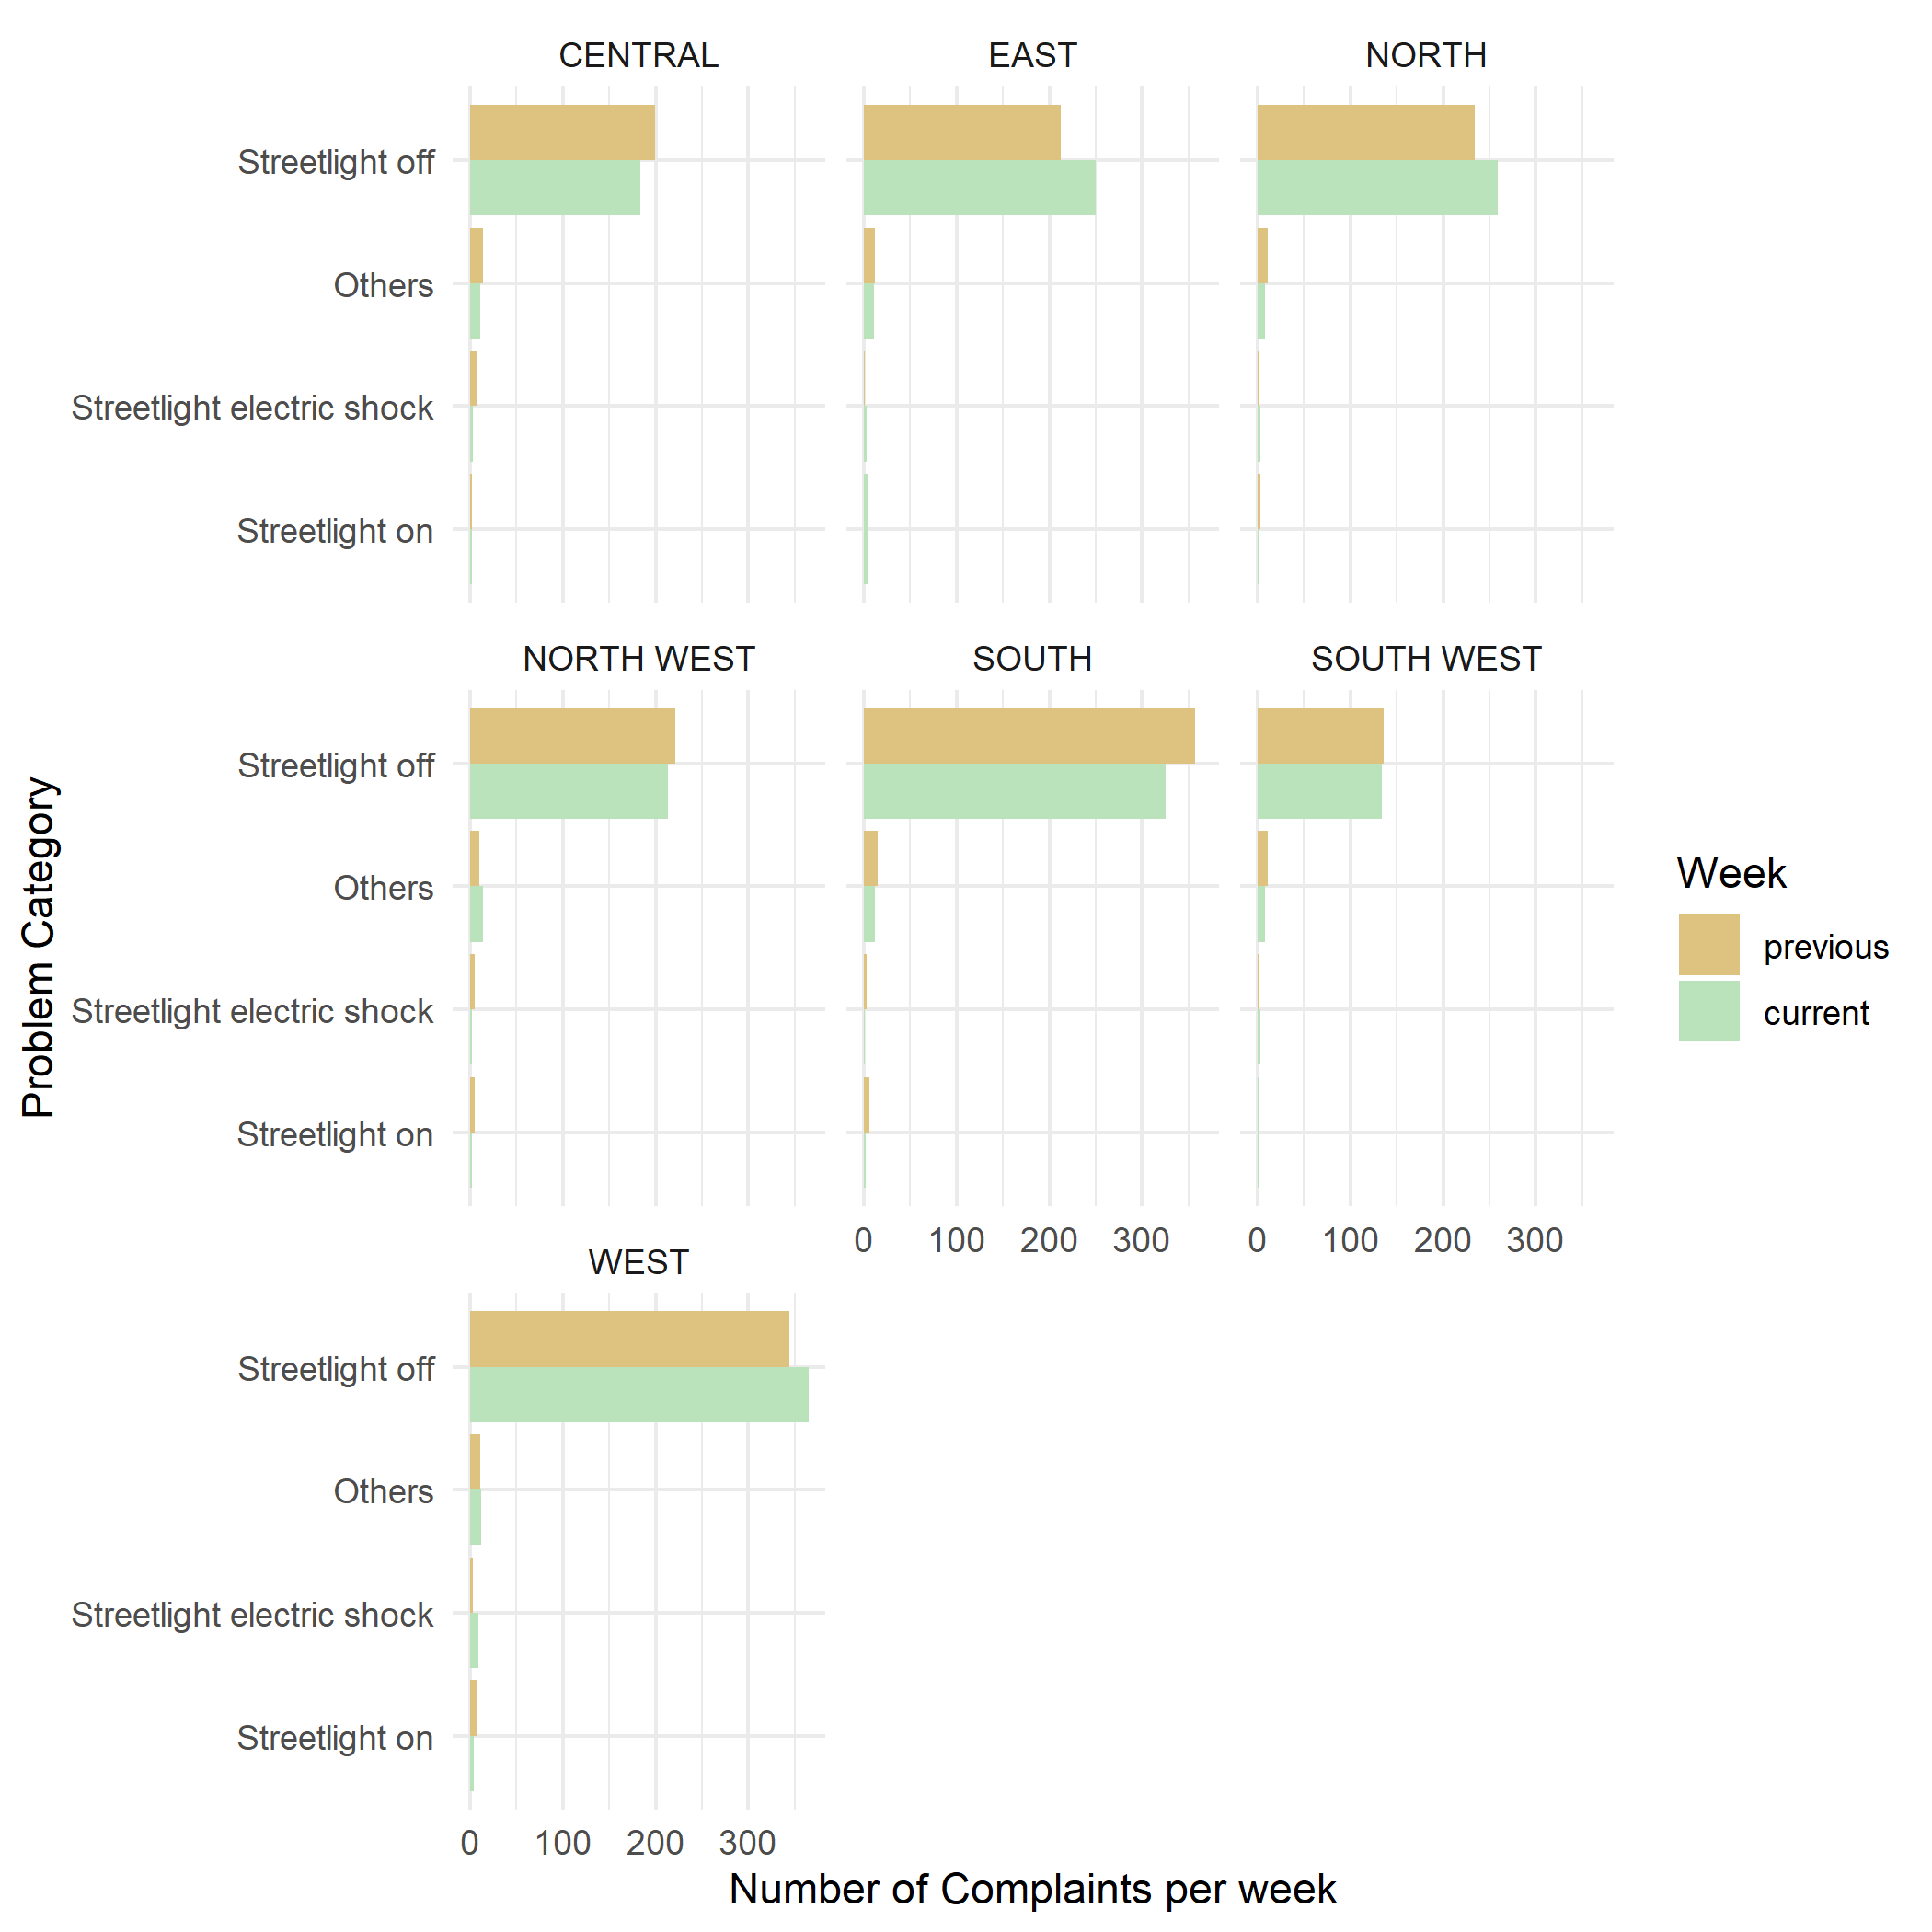 CENTRAL
EAST
NORTH
Streetlight off
Others
Streetlight electric shock
Streetlight on
NORTH WEST
SOUTH
SOUTH WEST
Streetlight off
Others
Streetlight electric shock
Streetlight on
0 100 200 300
0 100 200 300
WEST
Streetlight off
Others
Streetlight electric shock
Streetlight on
0 100 200 300
Number of Complaints per week
Problem Category
Week
previous
current